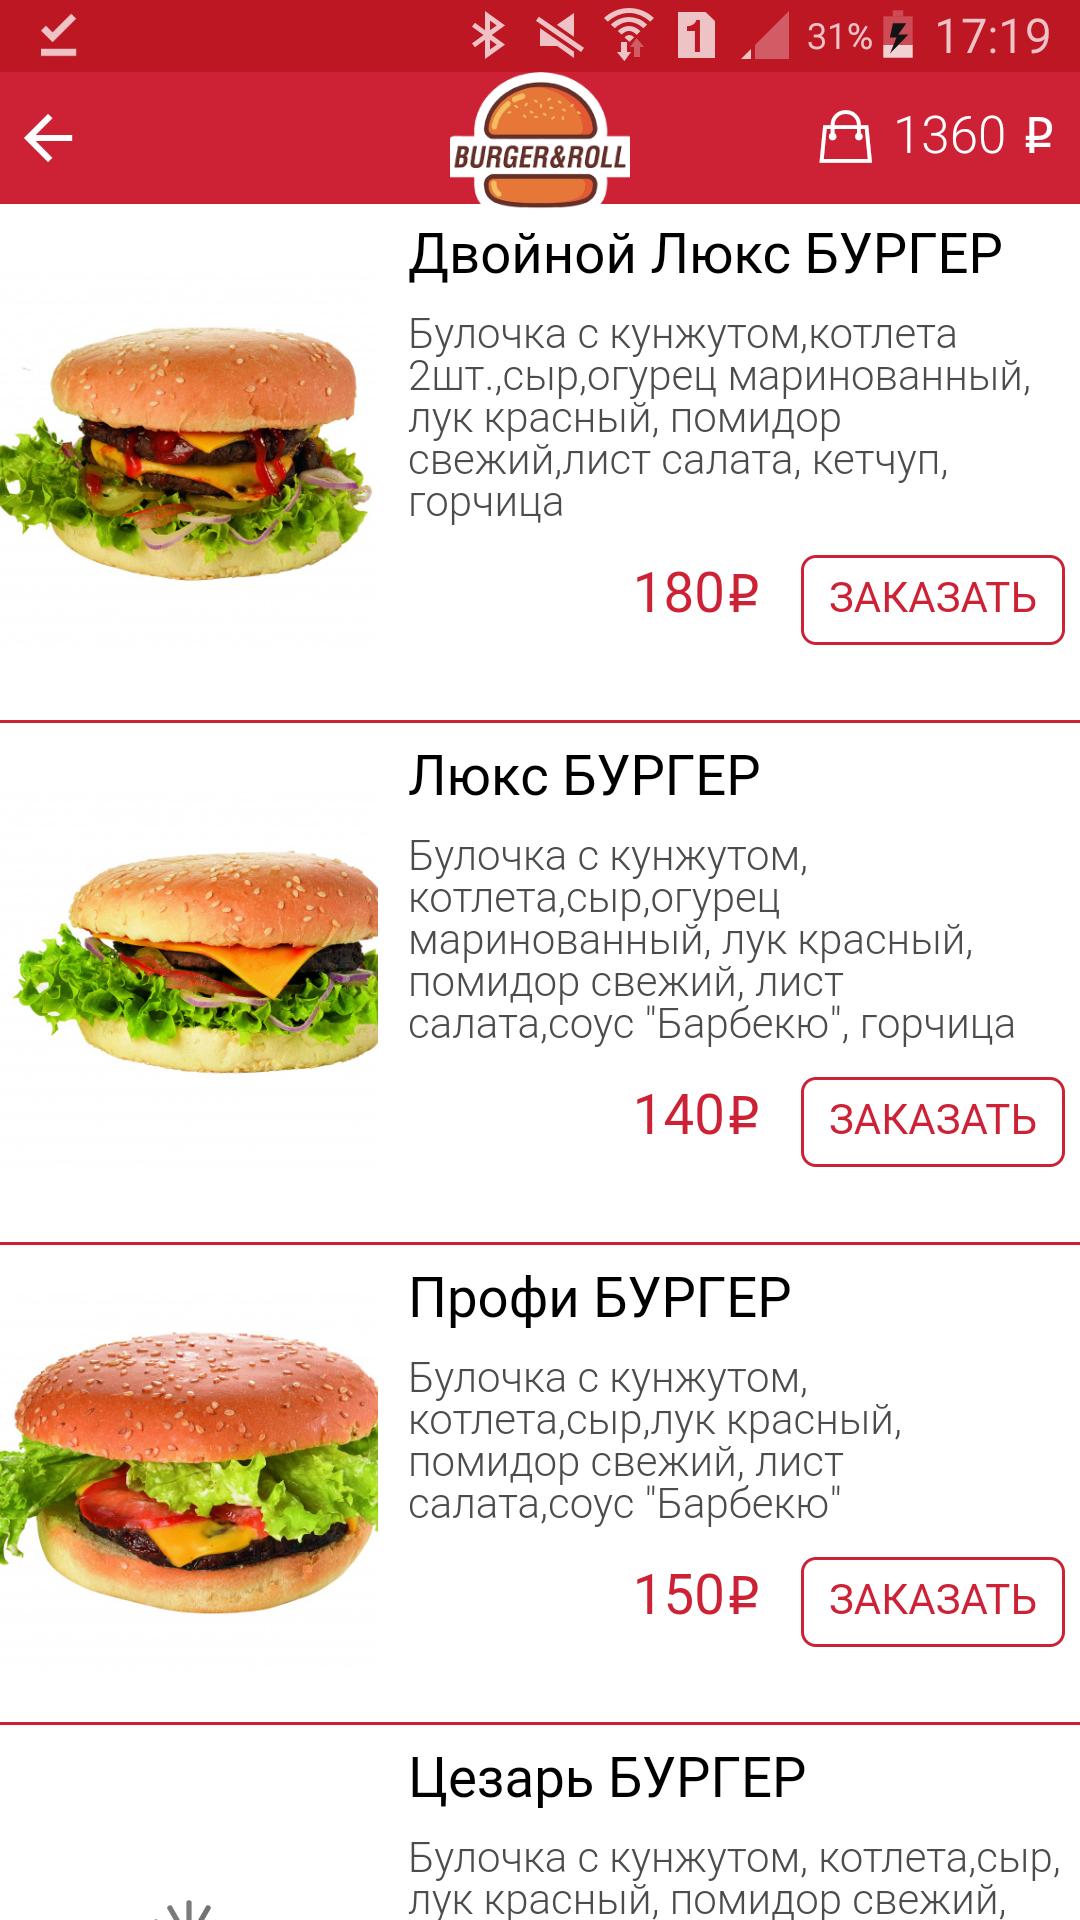 31% 17:19
BURGER&ROLL
1360 ₽
Двойной Люкс БУРГЕР
Булочка с кунжутом,котлета
2шт.,сыр,огурец маринованный,
лук красный, помидор
свежий,лист салата, кетчуп,
горчица
180₽ ЗАКАЗАТЬ
Люкс БУРГЕР
Булочка с кунжутом,
котлета,сыр,огурец
маринованный, лук красный,
помидор свежий, лист
салата,соус "Барбекю", горчица
140₽ ЗАКАЗАТЬ
Профи БУРГЕР
Булочка с кунжутом,
котлета,сыр,лук красный,
помидор свежий, лист
салата,соус "Барбекю"
150₽ ЗАКАЗАТЬ
Цезарь БУРГЕР
Булочка с кунжутом, котлета,сыр,
лук красный, помидор свежий,